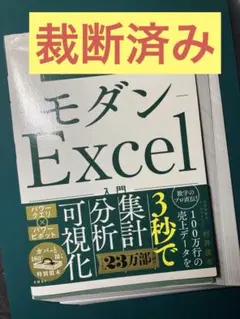 裁断済み
モダン
Excel
入門
数字のプロ直伝!
100万行の
売上データを
3秒で
集計
分析
可視化
パワー
クエリ
×
パワー
ピボット
23万部